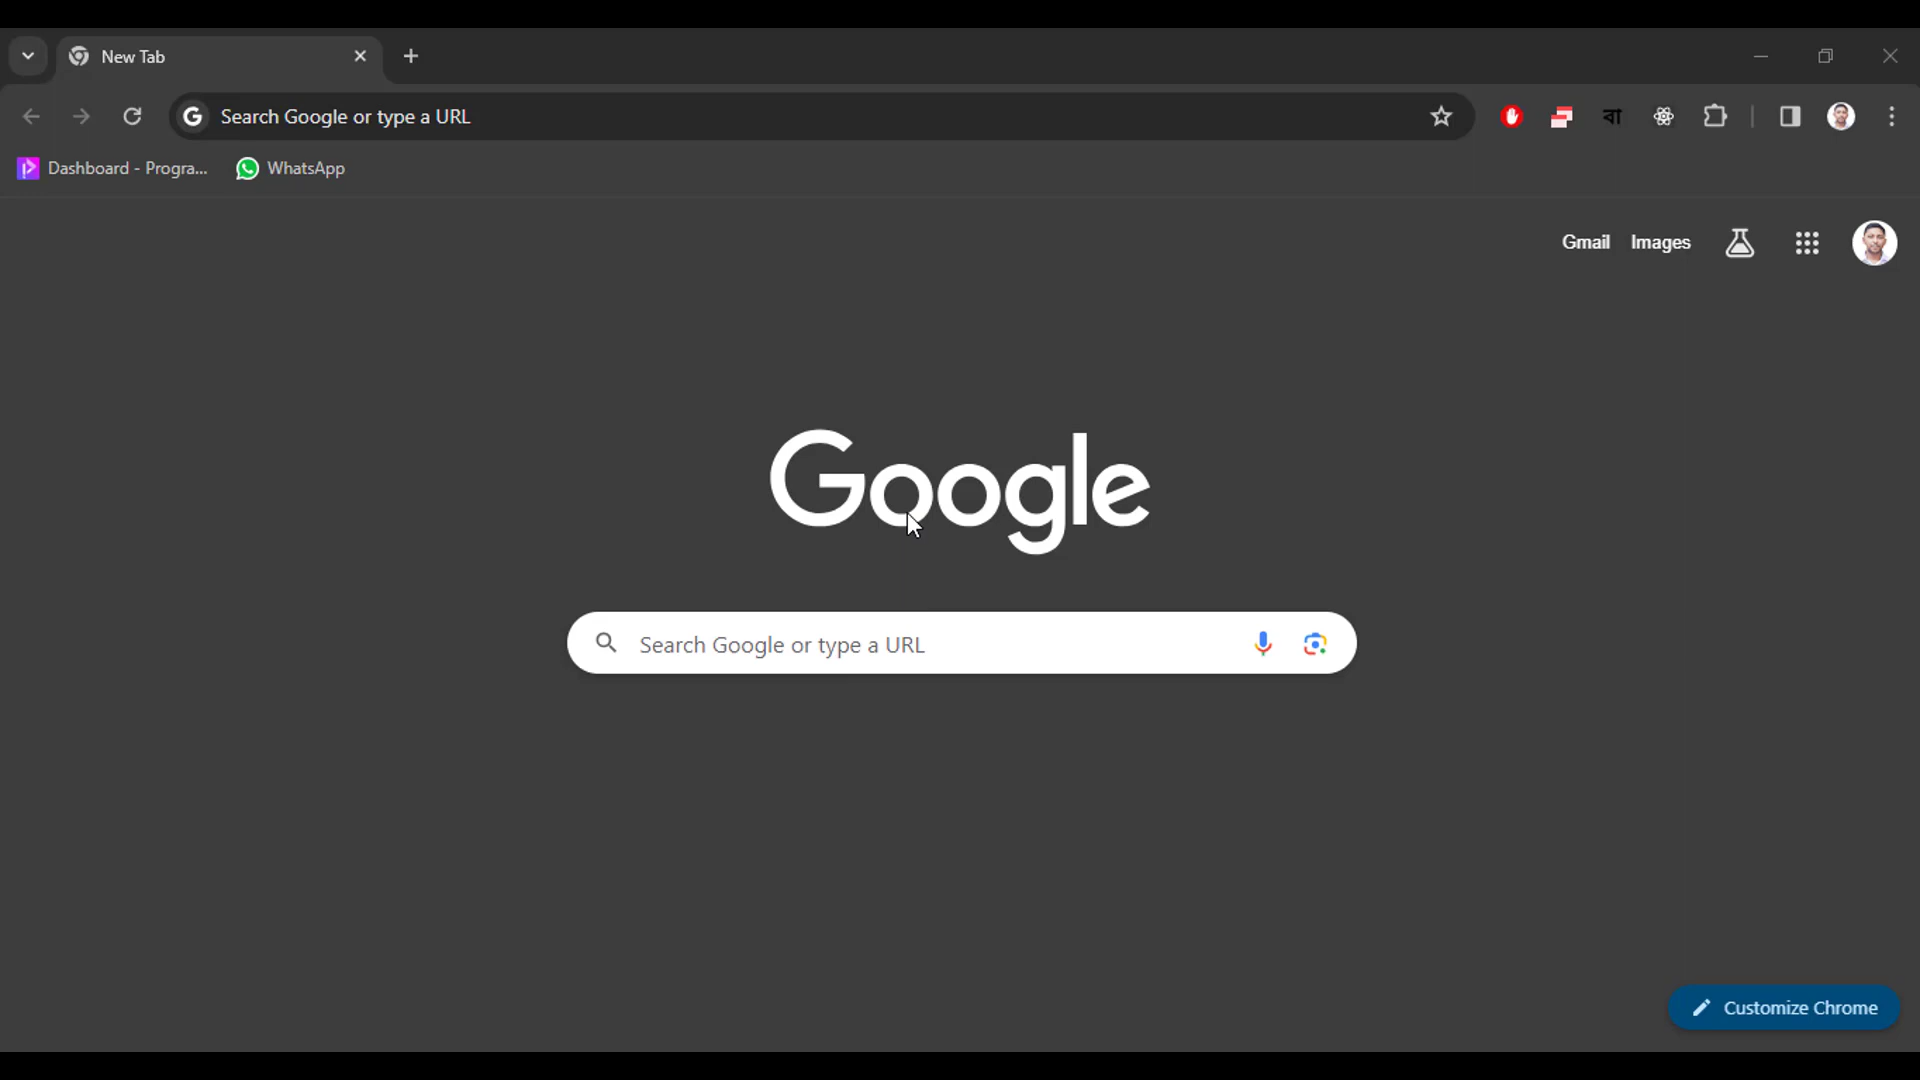 New Tab
Search Google or type a URL
বা
Dashboard - Progra...
WhatsApp
Gmail
Images
Google
Search Google or type a URL
Customize Chrome